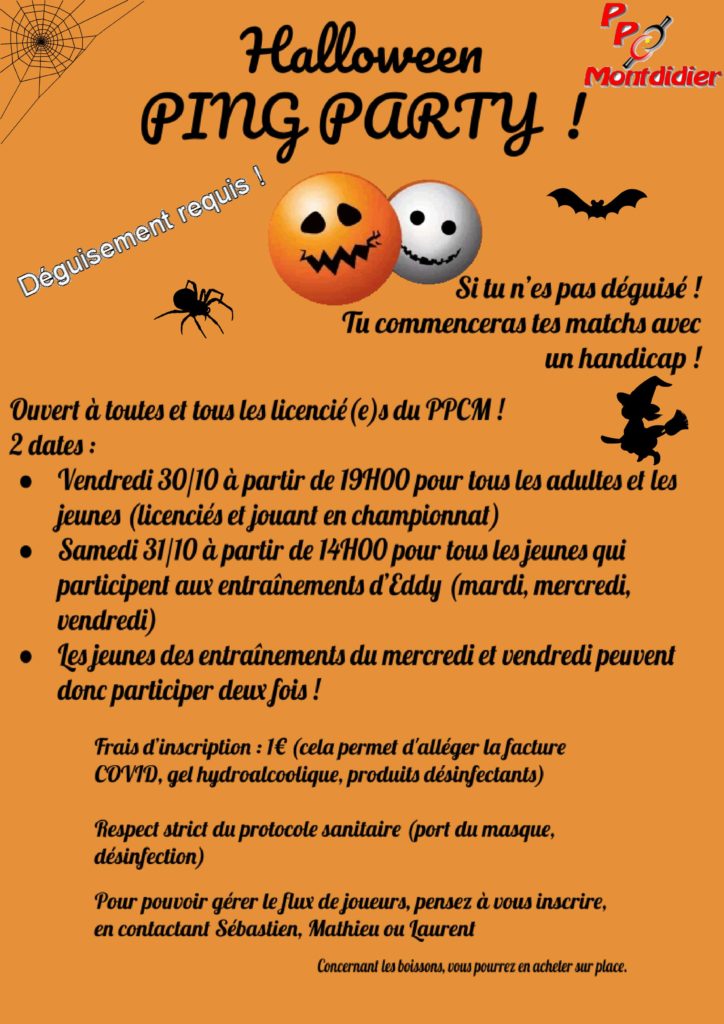 Halloween
PING PARTY !
PPC
Montdidier
Déguisement requis !
Si tu n'es pas déguisé !
Tu commenceras tes matchs avec
un handicap !
Ouvert à toutes et tous les licencié(e)s du PPCM !
2 dates :
● Vendredi 30/10 à partir de 19H00 pour tous les adultes et les
jeunes (licenciés et jouant en championnat)
● Samedi 31/10 à partir de 14H00 pour tous les jeunes qui
participent aux entraînements d'Eddy (mardi, mercredi,
vendredi)
● Les jeunes des entraînements du mercredi et vendredi peuvent
donc participer deux fois !
Frais d'inscription : 1€ (cela permet d'alléger la facture
COVID, gel hydroalcoolique, produits désinfectants)
Respect strict du protocole sanitaire (port du masque,
désinfection)
Pour pouvoir gérer le flux de joueurs, pensez à vous inscrire,
en contactant Sébastien, Mathieu ou Laurent
Concernant les boissons, vous pourrez en acheter sur place.